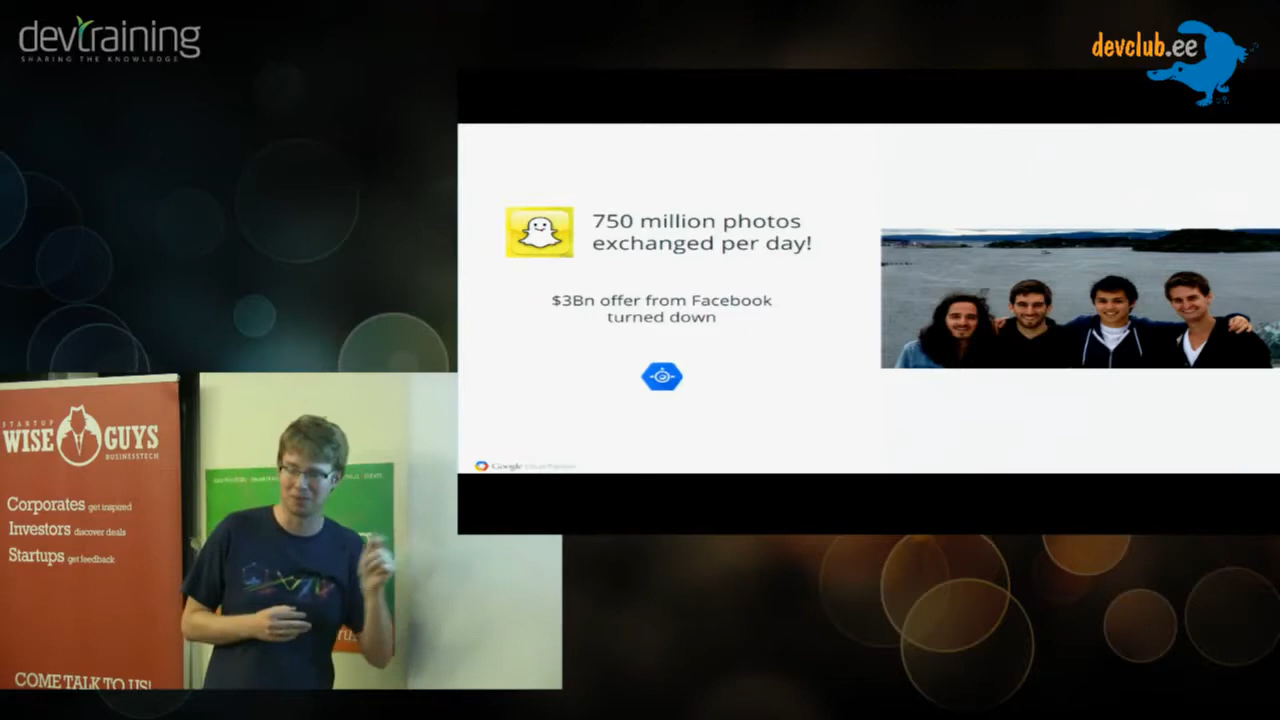 devtraining
SHARING THE KNOWLEDGE
devclub.ee
750 million photos
exchanged per day!
$3Bn offer from Facebook
turned down
Google
STARTUP
WISE GUYS
BUSINESSTECH
Corporates get inspired
Investors discover deals
Startups get feedback
COME TALK TO US!